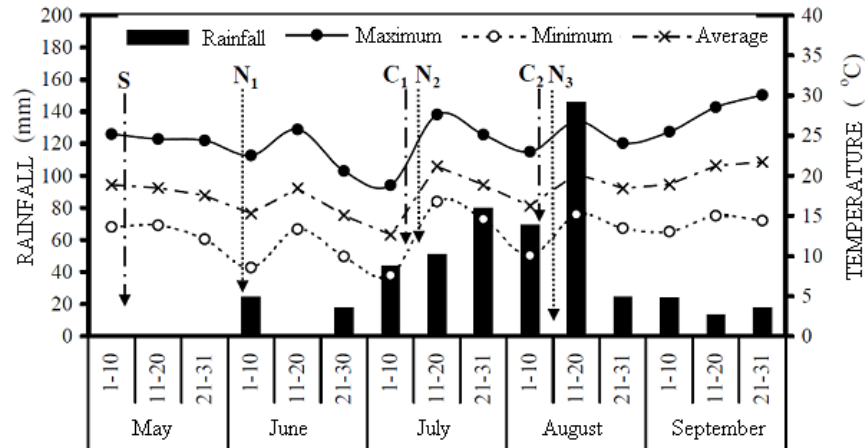 200 40
Rainfall Maximum Minimum Average
180 35
160
S N1 C1 N2 C2 N3
140 30
120 25
100 20
80 15
60
40 10
20 5
0 0
RAINFALL (mm)
TEMPERATURE ( °C)
1-10 11-20 21-31 1-10 11-20 21-30 1-10 11-20 21-31 1-10 11-20 21-31 1-10 11-20 21-31
May June July August September